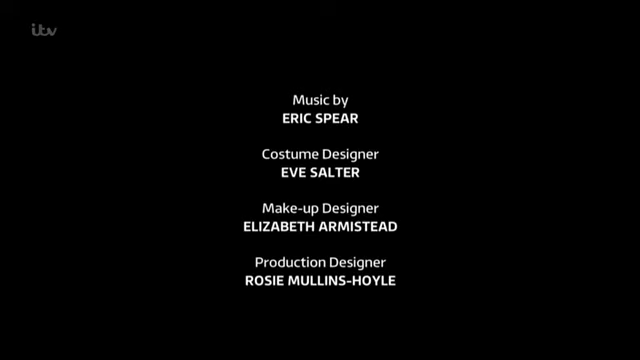 itv
Music by
ERIC SPEAR
Costume Designer
EVE SALTER
Make-up Designer
ELIZABETH ARMISTEAD
Production Designer
ROSIE MULLINS-HOYLE